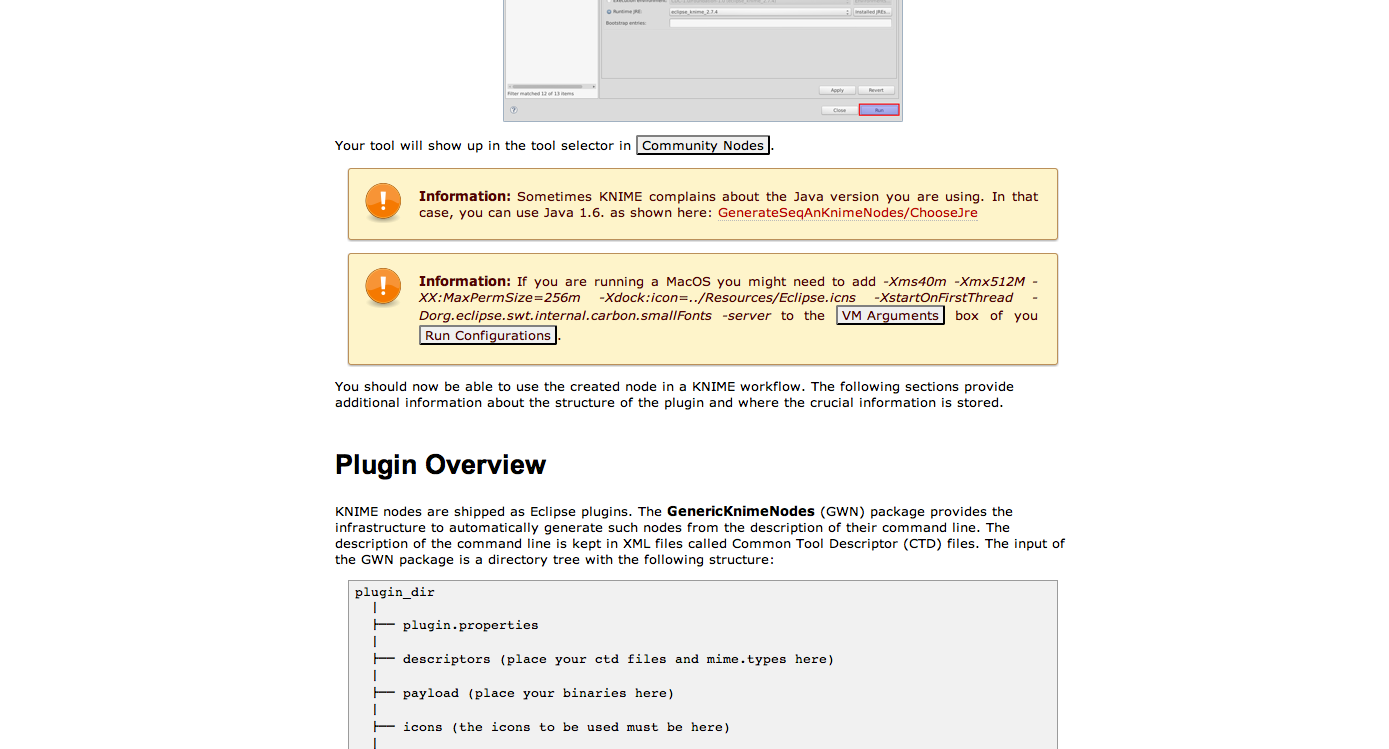 Runtime JRE: eclipse_knime_2.7.4 Installed JREs...
Bootstrap entries:
Apply Revert
Filter matched 12 of 13 items
Close Run
Your tool will show up in the tool selector in Community Nodes.
Information: Sometimes KNIME complains about the Java version you are using. In that
case, you can use Java 1.6. as shown here: GenerateSeqAnKnimeNodes/ChooseJre
Information: If you are running a MacOS you might need to add -Xms40m -Xmx512M -
XX:MaxPermSize=256m -Xdock:icon=../Resources/Eclipse.icns -XstartOnFirstThread -
Dorg.eclipse.swt.internal.carbon.smallFonts -server to the VM Arguments box of you
Run Configurations.
You should now be able to use the created node in a KNIME workflow. The following sections provide
additional information about the structure of the plugin and where the crucial information is stored.
Plugin Overview
KNIME nodes are shipped as Eclipse plugins. The GenericKnimeNodes (GWN) package provides the
infrastructure to automatically generate such nodes from the description of their command line. The
description of the command line is kept in XML files called Common Tool Descriptor (CTD) files. The input of
the GWN package is a directory tree with the following structure:
plugin_dir
|
├── plugin.properties
|
├── descriptors (place your ctd files and mime.types here)
|
├── payload (place your binaries here)
|
├── icons (the icons to be used must be here)
|